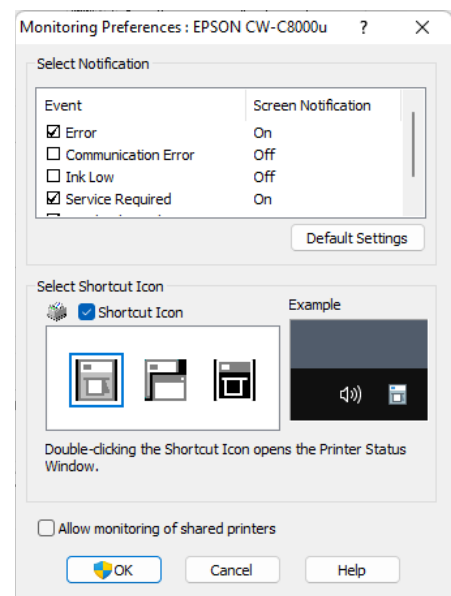 Monitoring Preferences : EPSON CW-C8000u ?
Select Notification
Event Screen Notification
Error On
Communication Error Off
Ink Low Off
Service Required On
Default Settings
Select Shortcut Icon
Shortcut Icon
Example
Double-clicking the Shortcut Icon opens the Printer Status
Window.
Allow monitoring of shared printers
OK Cancel Help